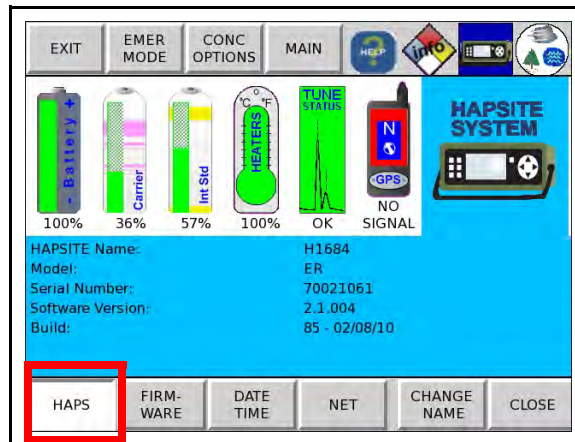 EXIT
EMER
MODE
CONC
OPTIONS
MAIN
HELP
info
- Battery +
Carrier
Int Std
°C °F
HEATERS
TUNE
STATUS
N
GPS
HAPSITE
SYSTEM
100%
36%
57%
100%
OK
NO
SIGNAL
HAPSITE Name: H1684
Model: ER
Serial Number: 70021061
Software Version: 2.1.004
Build: 85 - 02/08/10
HAPS
FIRM-
WARE
DATE
TIME
NET
CHANGE
NAME
CLOSE